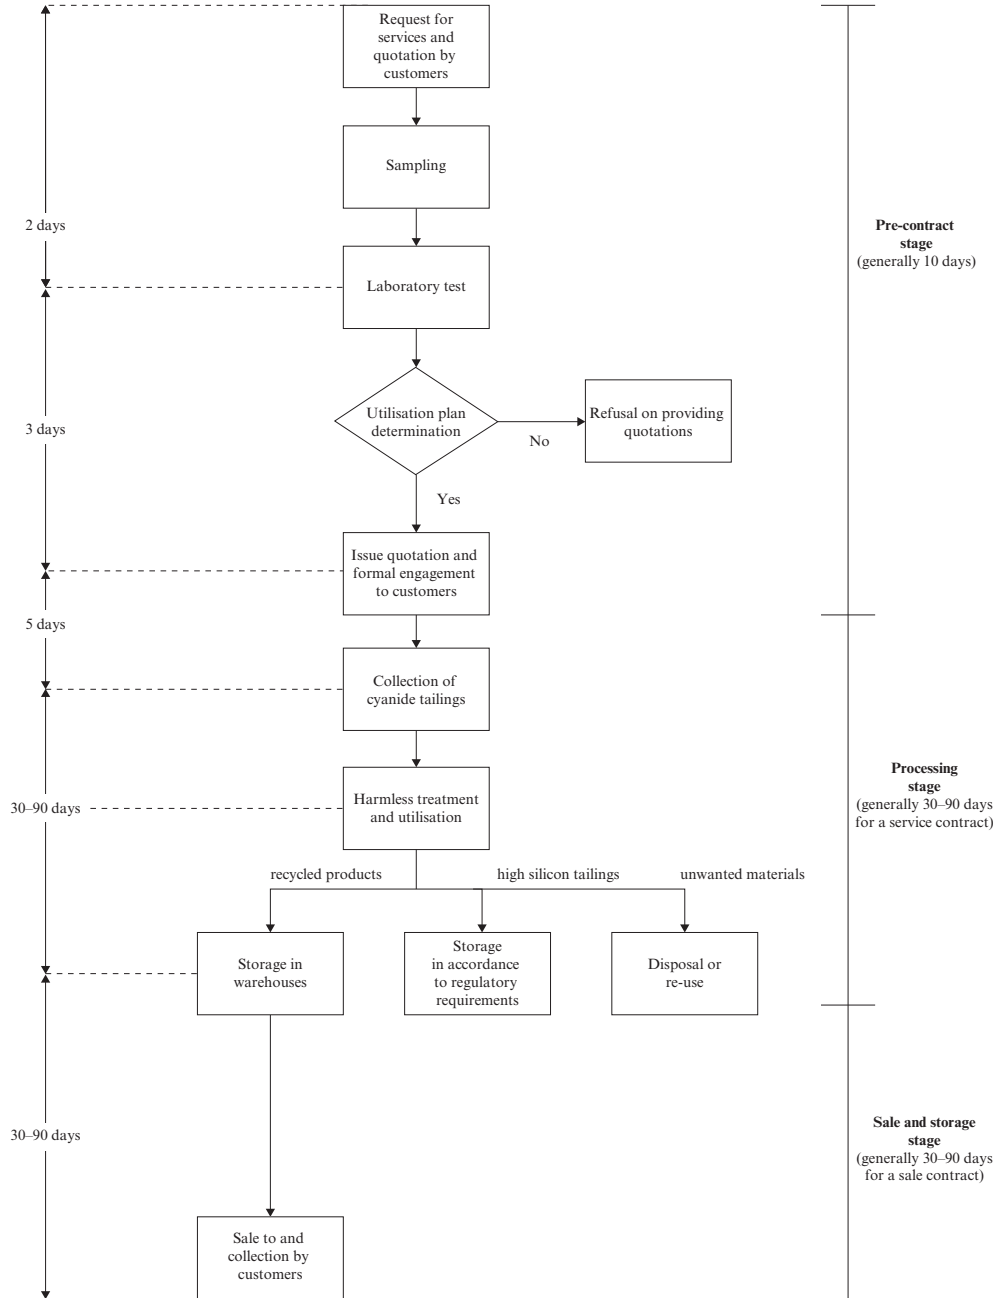 Request for
services and
quotation by
customers
Sampling
2 days
Pre-contract
stage
(generally 10 days)
Laboratory test
Utilisation plan
determination
Refusal on providing
quotations
No
3 days
Yes
Issue quotation and
formal engagement
to customers
5 days
Collection of
cyanide tailings
Processing
stage
(generally 30–90 days
for a service contract)
Harmless treatment
and utilisation
30–90 days
recycled products
high silicon tailings
unwanted materials
Storage in
warehouses
Storage
in accordance
to regulatory
requirements
Disposal or
re-use
30–90 days
Sale and storage
stage
(generally 30–90 days
for a sale contract)
Sale to and
collection by
customers